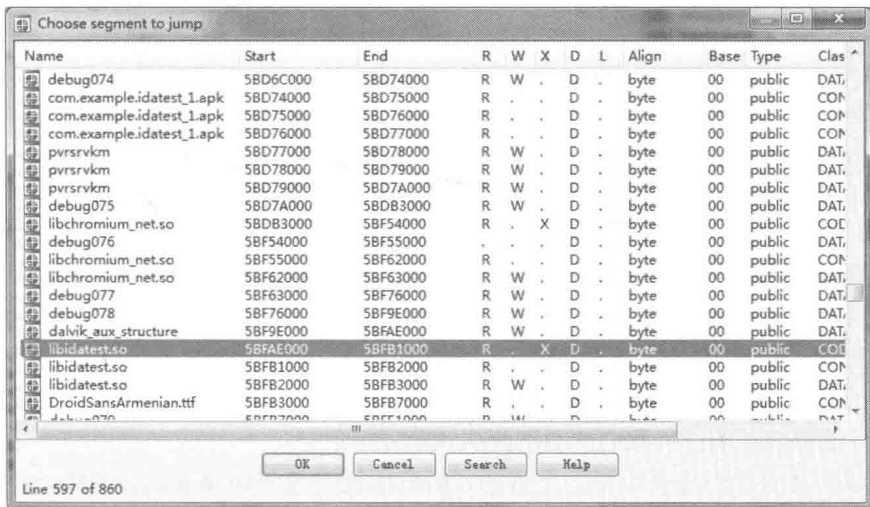 Choose segment to jump
Name Start End R W X D L Align Base Type Clas
debug074 5BD6C000 5BD74000 R W . D . byte 00 public DAT
com.example.idatest_1.apk 5BD74000 5BD75000 R . . D . byte 00 public CON
com.example.idatest_1.apk 5BD75000 5BD76000 R . . D . byte 00 public CON
com.example.idatest_1.apk 5BD76000 5BD77000 R . . D . byte 00 public CON
pvrsrvkm 5BD77000 5BD78000 R W . D . byte 00 public DAT
pvrsrvkm 5BD78000 5BD79000 R W . D . byte 00 public DAT
pvrsrvkm 5BD79000 5BD7A000 R W . D . byte 00 public DAT
debug075 5BD7A000 5BDB3000 R W . D . byte 00 public DAT
libchromium_net.so 5BDB3000 5BF54000 R . X D . byte 00 public COD
debug076 5BF54000 5BF55000 . . . D . byte 00 public DAT
libchromium_net.so 5BF55000 5BF62000 R . . D . byte 00 public CON
libchromium_net.so 5BF62000 5BF63000 R W . D . byte 00 public DAT
debug077 5BF63000 5BF76000 R W . D . byte 00 public DAT
debug078 5BF76000 5BF9E000 R W . D . byte 00 public DAT
dalvik_aux_structure 5BF9E000 5BFAE000 R W . D . byte 00 public DAT
libidatest.so 5BFAE000 5BFB1000 R . X D . byte 00 public COD
libidatest.so 5BFB1000 5BFB2000 R . . D . byte 00 public CON
libidatest.so 5BFB2000 5BFB3000 R W . D . byte 00 public DAT
DroidSansArmenian.ttf 5BFB3000 5BFB7000 R . . D . byte 00 public CON
OK Cancel Search Help
Line 597 of 860